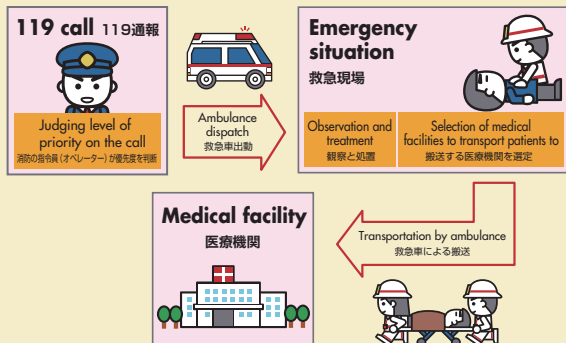 119 call 119通報
Judging level of
priority on the call
消防の指令員(オペレーター)が優先度を判断
Ambulance
dispatch
救急車出動
Emergency
situation
救急現場
Observation and
treatment
観察と処置
Selection of medical
facilities to transport patients to
搬送する医療機関を選定
Transportation by ambulance
救急車による搬送
Medical facility
医療機関